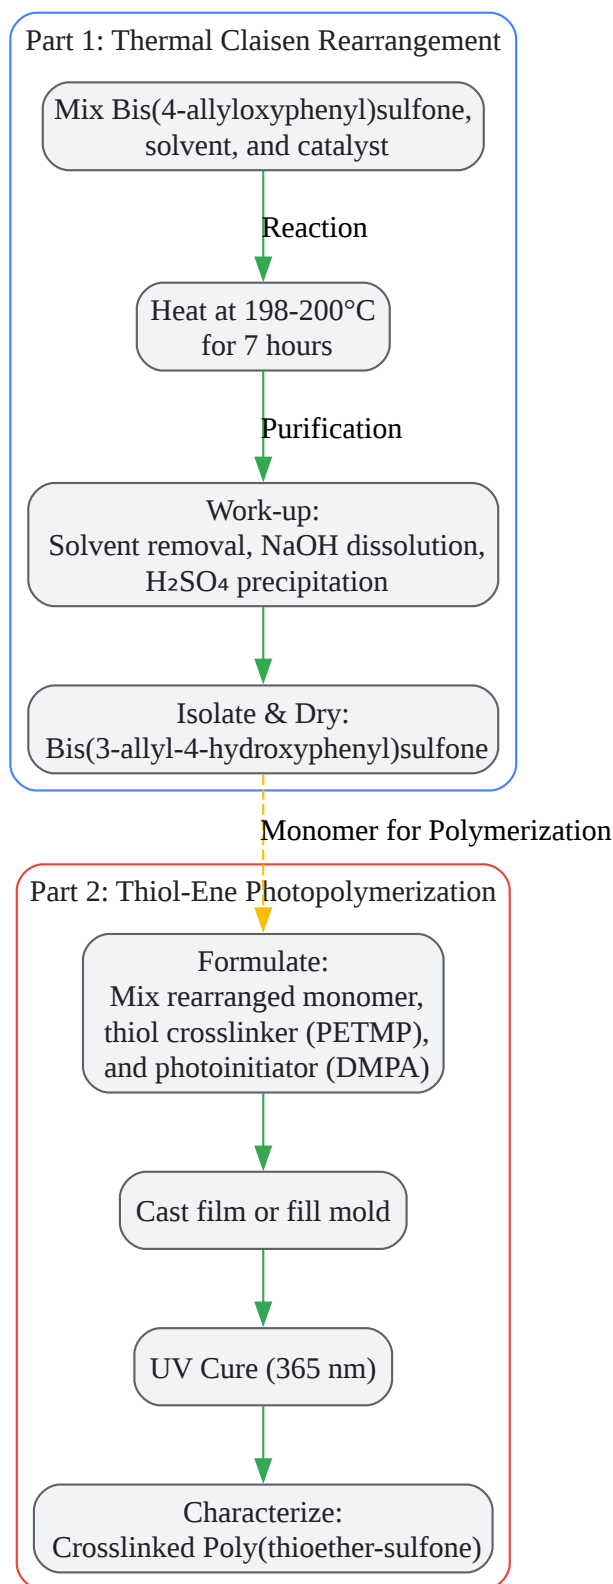 Part 1: Thermal Claisen Rearrangement
Mix Bis(4-allyloxyphenyl)sulfone,
solvent, and catalyst
Reaction
Heat at 198-200°C
for 7 hours
Purification
Work-up:
Solvent removal, NaOH dissolution,
H₂SO₄ precipitation
Isolate & Dry:
Bis(3-allyl-4-hydroxyphenyl)sulfone
Monomer for Polymerization
Part 2: Thiol-Ene Photopolymerization
Formulate:
Mix rearranged monomer,
thiol crosslinker (PETMP),
and photoinitiator (DMPA)
Cast film or fill mold
UV Cure (365 nm)
Characterize:
Crosslinked Poly(thioether-sulfone)